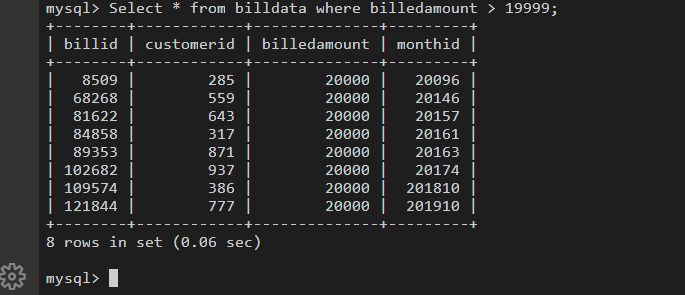 mysql> Select * from billdata where billedamount > 19999;
+--------+------------+--------------+---------+
| billid | customerid | billedamount | monthid |
+--------+------------+--------------+---------+
|   8509 |        285 |        20000 |   20096 |
|  68268 |        559 |        20000 |   20146 |
|  81622 |        643 |        20000 |   20157 |
|  84858 |        317 |        20000 |   20161 |
|  89353 |        871 |        20000 |   20163 |
| 102682 |        937 |        20000 |   20174 |
| 109574 |        386 |        20000 |  201810 |
| 121844 |        777 |        20000 |  201910 |
+--------+------------+--------------+---------+
8 rows in set (0.06 sec)
mysql>